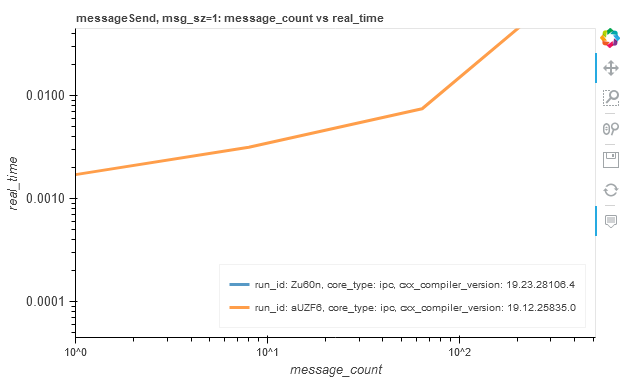 messageSend, msg_sz=1: message_count vs real_time
0.0100
0.0010
0.0001
real_time
run_id: Zu60n, core_type: ipc, cxx_compiler_version: 19.23.28106.4
run_id: aUZF6, core_type: ipc, cxx_compiler_version: 19.12.25835.0
10^0
10^1
10^2
message_count